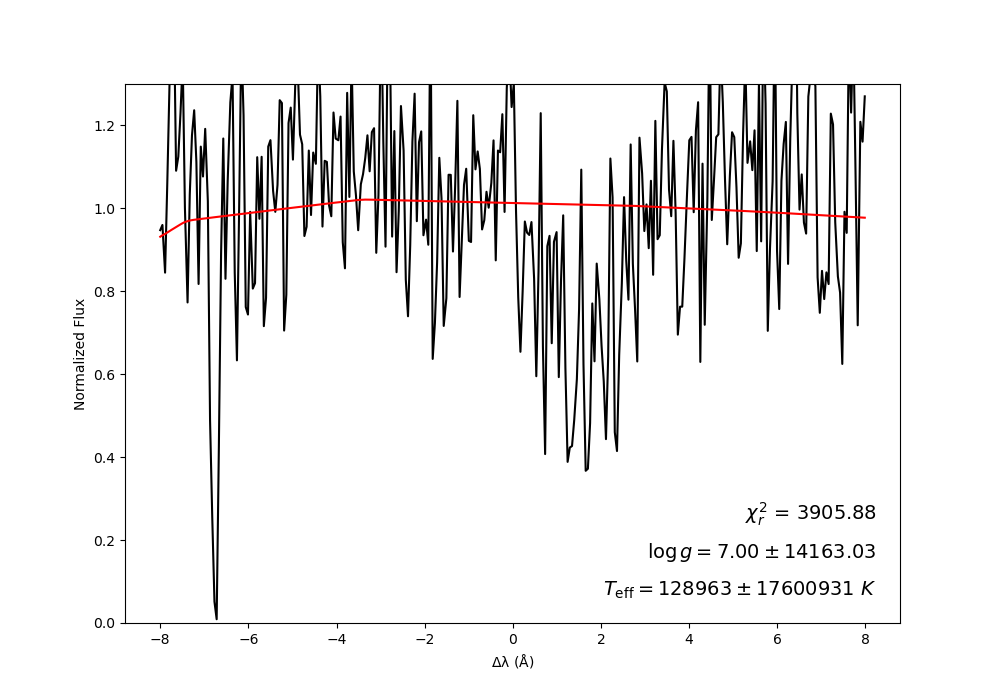 1.2
1.0
0.8
0.6
0.4
0.2
0.0
Normalized Flux
χ²ᵣ = 3905.88
log g = 7.00 ± 14163.03
T_eff = 128963 ± 17600931 K
−8 −6 −4 −2 0 2 4 6 8
Δλ (Å)